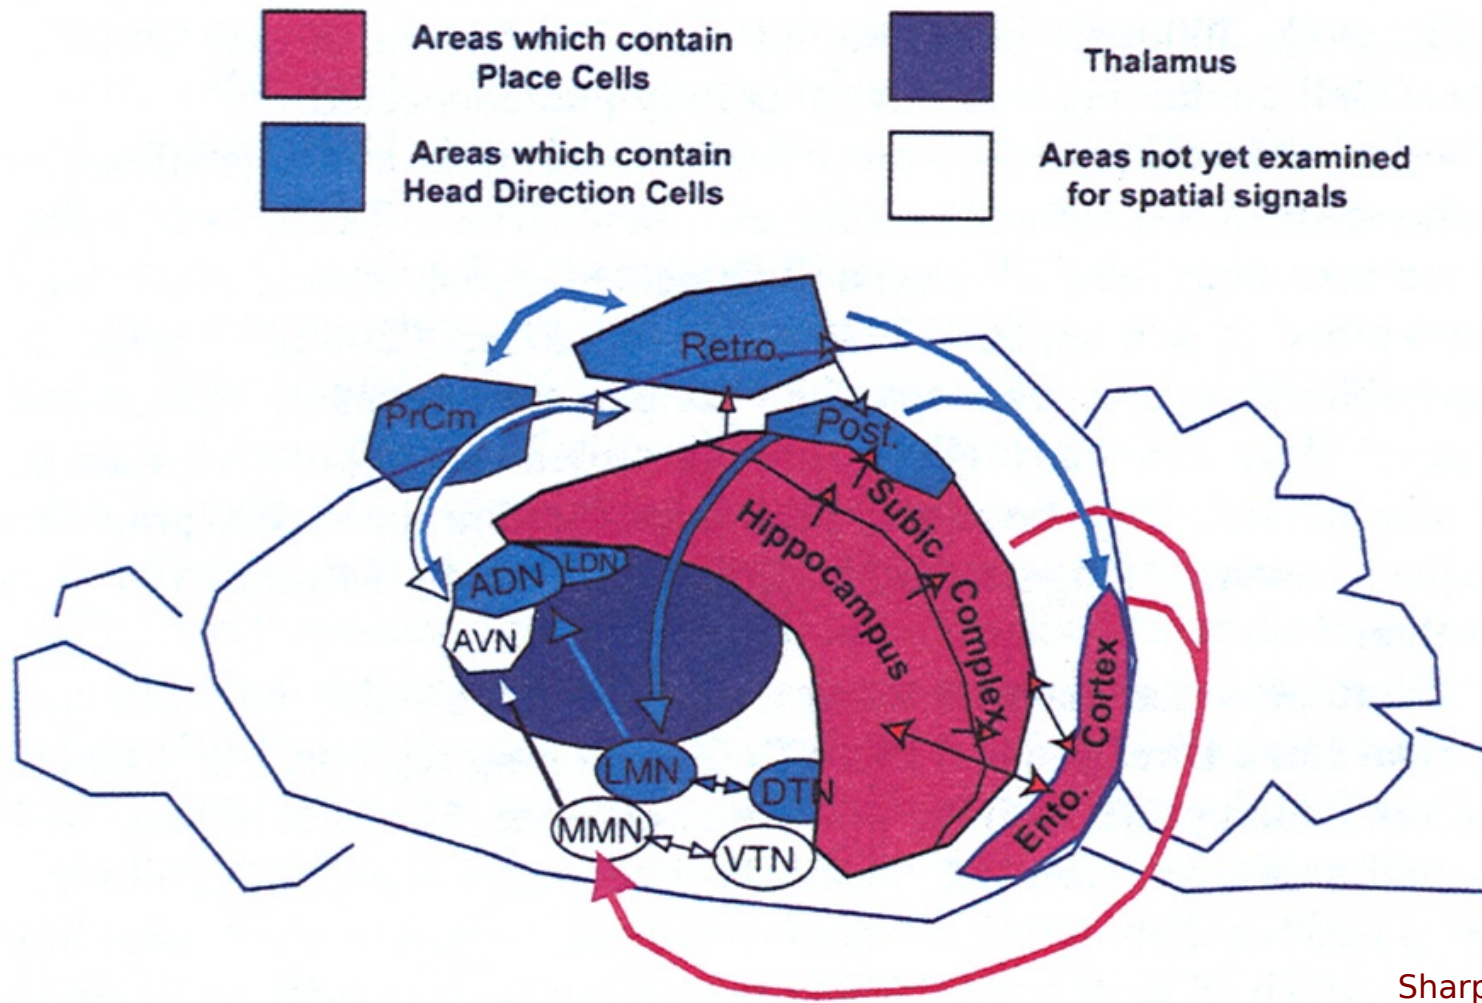 Areas which contain
Place Cells
Thalamus
Areas which contain
Head Direction Cells
Areas not yet examined
for spatial signals
Retro.
PrCm
Post.
Subic
Hippocampus
Complex
LDN
ADN
AVN
Cortex
LMN
DTN
Ento.
MMN
VTN
Sharp